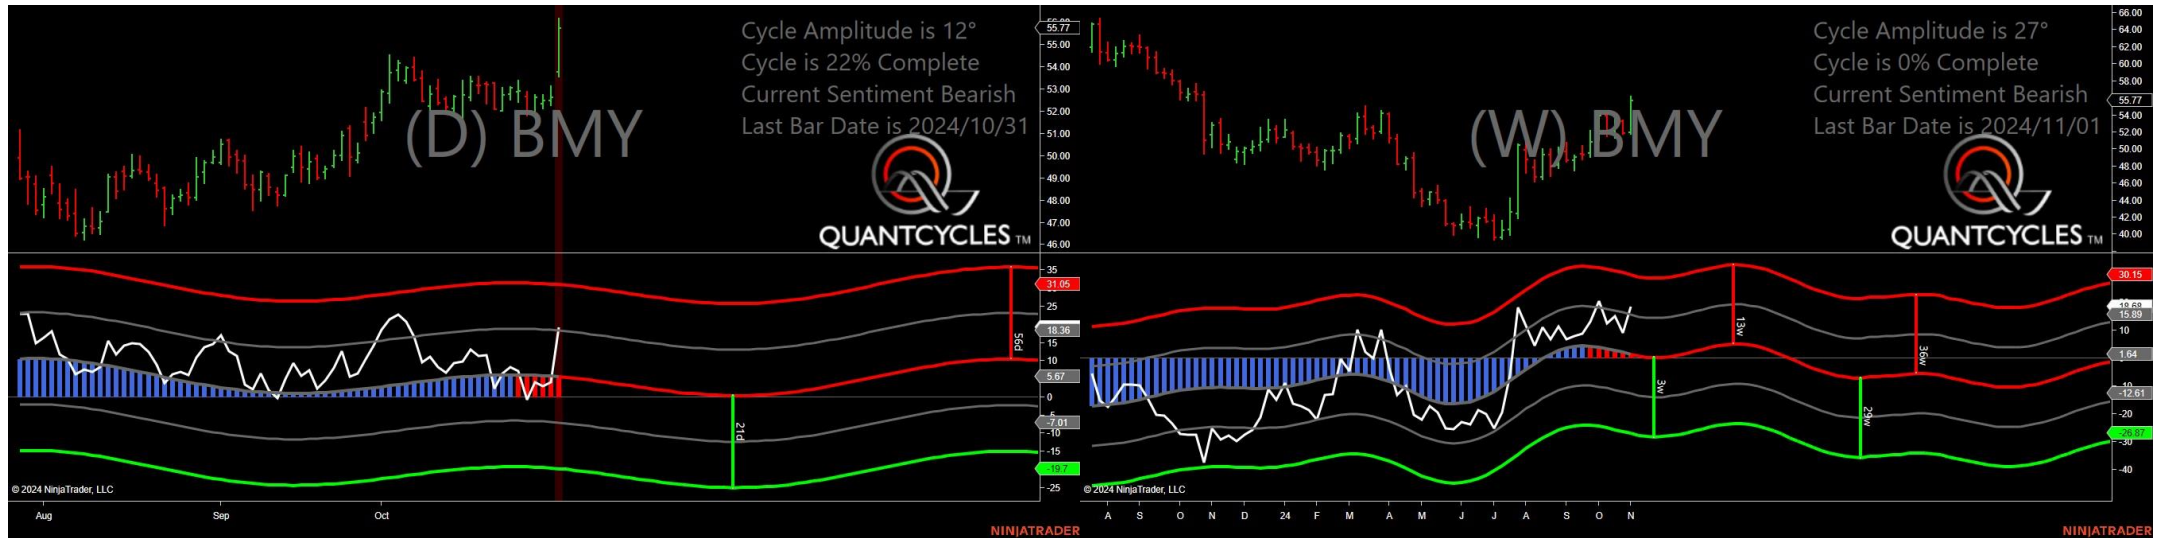 Cycle Amplitude is 12°
Cycle is 22% Complete
Current Sentiment Bearish
Last Bar Date is 2024/10/31
(D) BMY
QUANTCYCLES TM
55.77
55.00
54.00
53.00
52.00
51.00
50.00
49.00
48.00
47.00
46.00
35
31.05
25
18.36
15
10
5.67
0
-7.01
-10
-15
-19.7
-25
56d
21d
© 2024 NinjaTrader, LLC
Aug Sep Oct
NINJATRADER
Cycle Amplitude is 27°
Cycle is 0% Complete
Current Sentiment Bearish
Last Bar Date is 2024/11/01
(W) BMY
QUANTCYCLES TM
66.00
64.00
62.00
60.00
58.00
55.77
54.00
52.00
50.00
48.00
46.00
44.00
42.00
40.00
30.15
18.68
15.89
10
1.64
-12.61
-20
-26.87
-30
-40
13w
36w
3w
29w
© 2024 NinjaTrader, LLC
A S O N D 24 F M A M J J A S O N
NINJATRADER